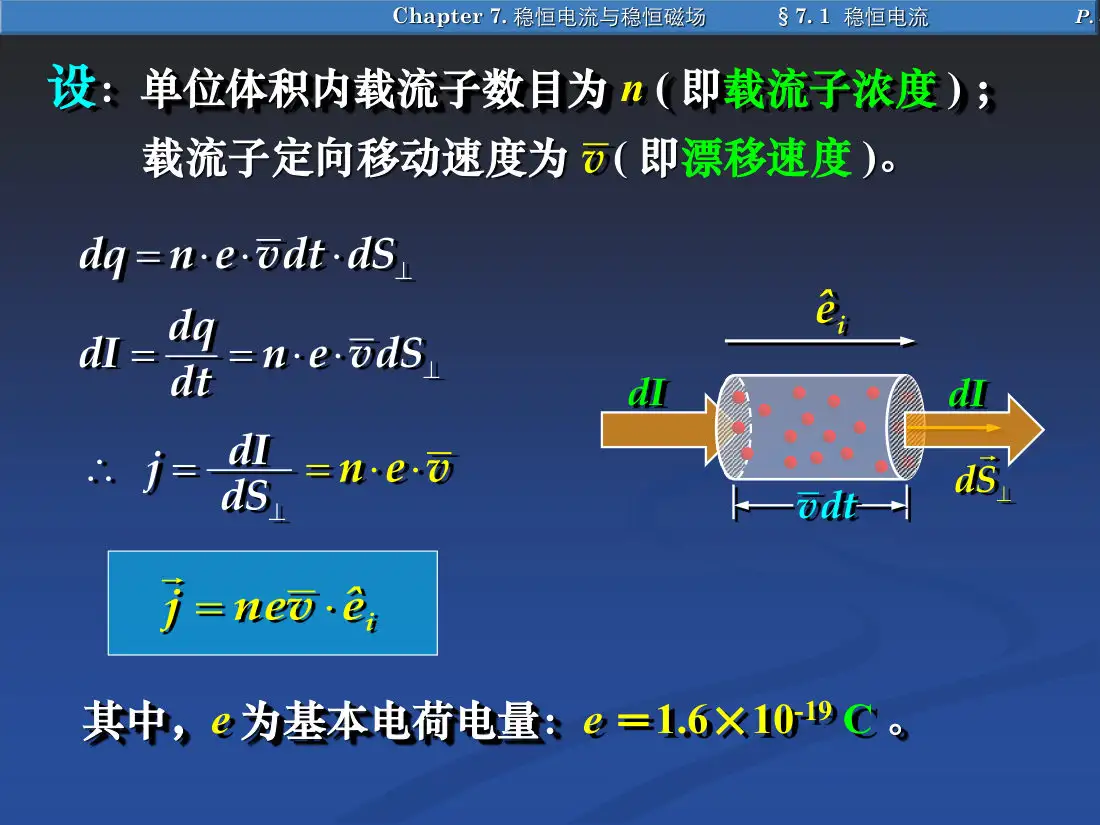 Chapter 7. 稳恒电流与稳恒磁场 § 7. 1 稳恒电流 P.
设：单位体积内载流子数目为 n ( 即载流子浓度 ) ；
载流子定向移动速度为 v̅ ( 即漂移速度 )。
dq = n · e · v̅dt · dS⊥
dI = dq/dt = n · e · v̅dS⊥
∴ j = dI/dS⊥ = n · e · v̅
j⃗ = nev̅ · êᵢ
êᵢ
dI
dI
dS⃗⊥
v̅dt
其中，e 为基本电荷电量：e ＝1.6×10⁻¹⁹ C 。